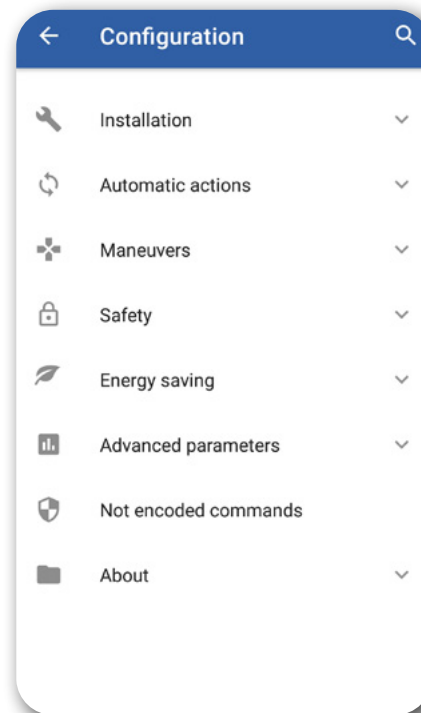 Configuration
Installation
Automatic actions
Maneuvers
Safety
Energy saving
Advanced parameters
Not encoded commands
About